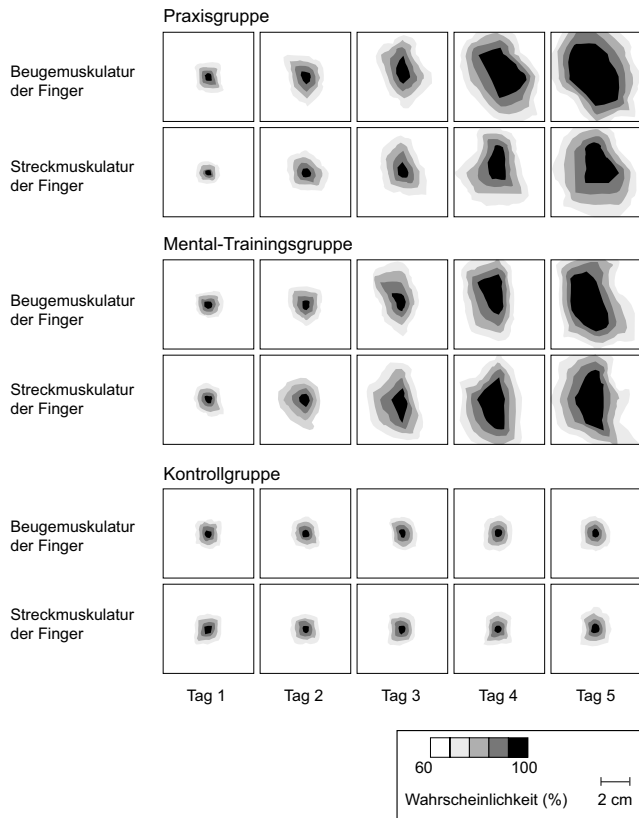 Praxisgruppe
Beugemuskulatur
der Finger
Streckmuskulatur
der Finger
Mental-Trainingsgruppe
Beugemuskulatur
der Finger
Streckmuskulatur
der Finger
Kontrollgruppe
Beugemuskulatur
der Finger
Streckmuskulatur
der Finger
Tag 1 Tag 2 Tag 3 Tag 4 Tag 5
60 100
Wahrscheinlichkeit (%) 2 cm